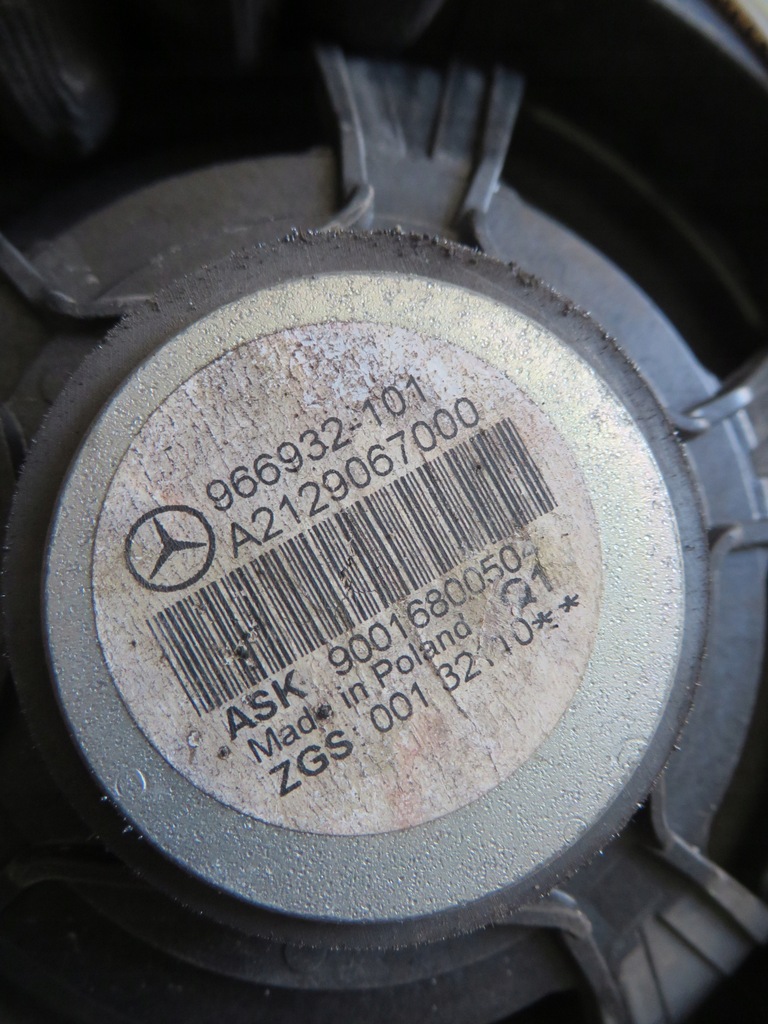 966932-101
A2129067000
ASK 9001680050
Made in Poland
ZGS 001